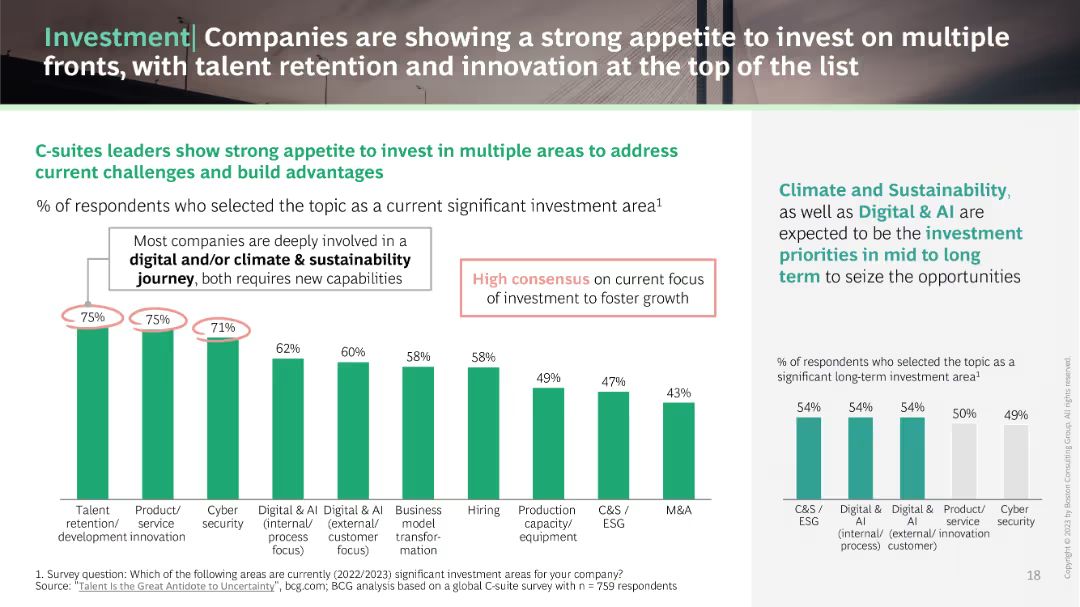 Investment| Companies are showing a strong appetite to invest on multiple
fronts, with talent retention and innovation at the top of the list
C-suites leaders show strong appetite to invest in multiple areas to address
current challenges and build advantages
% of respondents who selected the topic as a current significant investment area¹
Most companies are deeply involved in a
digital and/or climate & sustainability
journey, both requires new capabilities
High consensus on current focus
of investment to foster growth
75%
75%
71%
62%
60%
58%
58%
49%
47%
43%
Talent
retention/
development
Product/
service
innovation
Cyber
security
Digital & AI
(internal/
process
focus)
Digital & AI
(external/
customer
focus)
Business
model
transfor-
mation
Hiring
Production
capacity/
equipment
C&S /
ESG
M&A
Climate and Sustainability,
as well as Digital & AI are
expected to be the investment
priorities in mid to long
term to seize the opportunities
% of respondents who selected the topic as a
significant long-term investment area¹
54%
54%
54%
50%
49%
C&S /
ESG
Digital &
AI
(internal/
process)
Digital &
AI
(external/
customer)
Product/
service
innovation
Cyber
security
1. Survey question: Which of the following areas are currently (2022/2023) significant investment areas for your company?
Source: "Talent Is the Great Antidote to Uncertainty", bcg.com; BCG analysis based on a global C-suite survey with n = 759 respondents
18
Copyright © 2023 by Boston Consulting Group. All rights reserved.